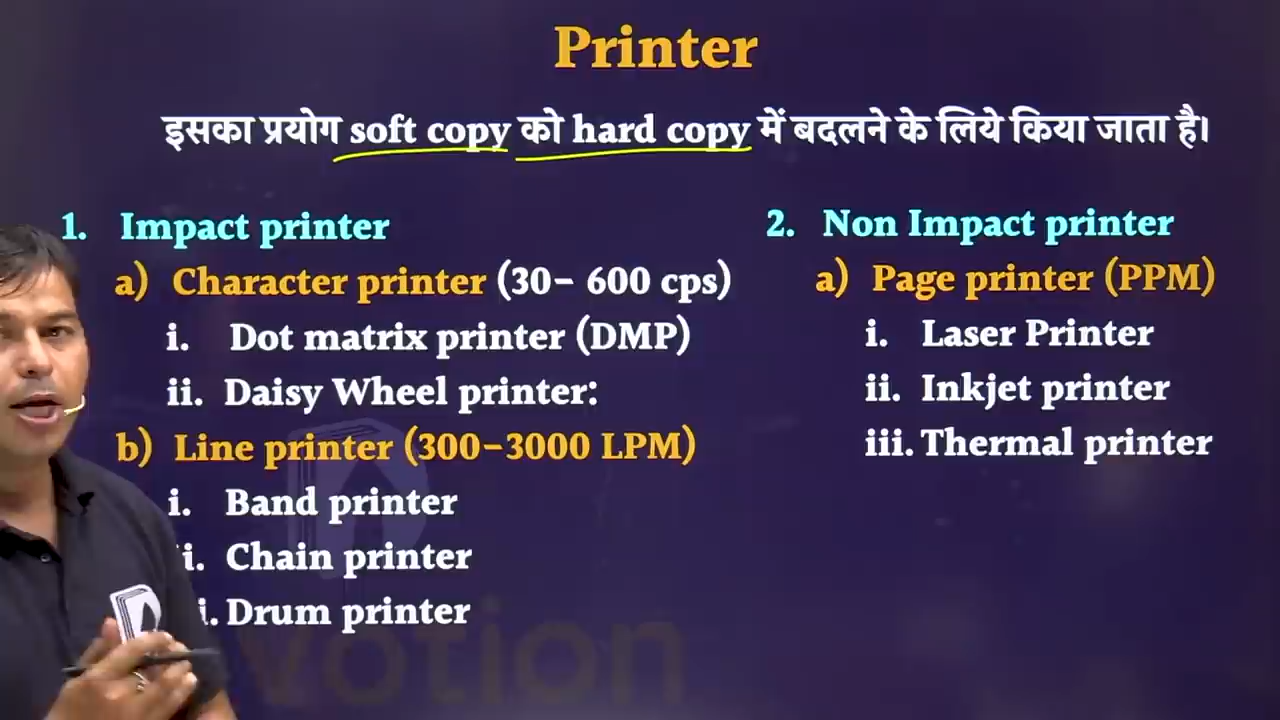 Printer
इसका प्रयोग soft copy को hard copy में बदलने के लिये किया जाता है।
1. Impact printer
a) Character printer (30– 600 cps)
i. Dot matrix printer (DMP)
ii. Daisy Wheel printer:
b) Line printer (300–3000 LPM)
i. Band printer
i. Chain printer
i. Drum printer
2. Non Impact printer
a) Page printer (PPM)
i. Laser Printer
ii. Inkjet printer
iii. Thermal printer
votion